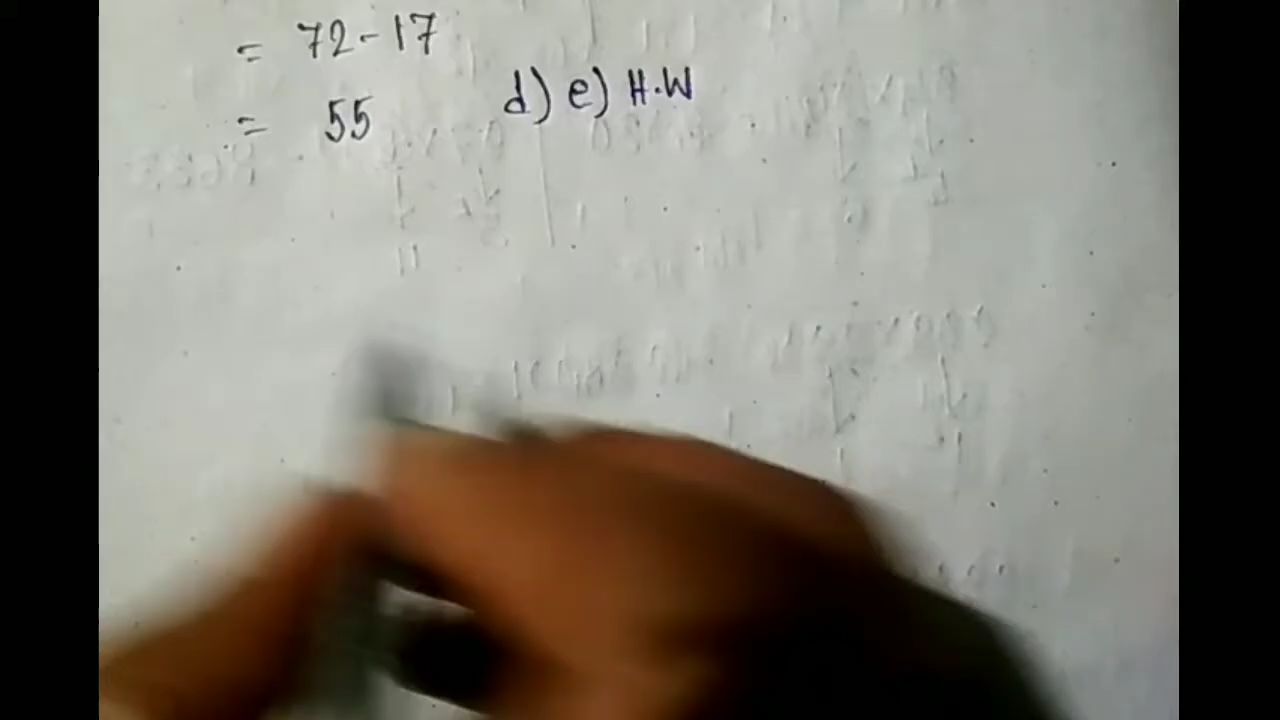 = 72-17
= 55
d) e) H.W